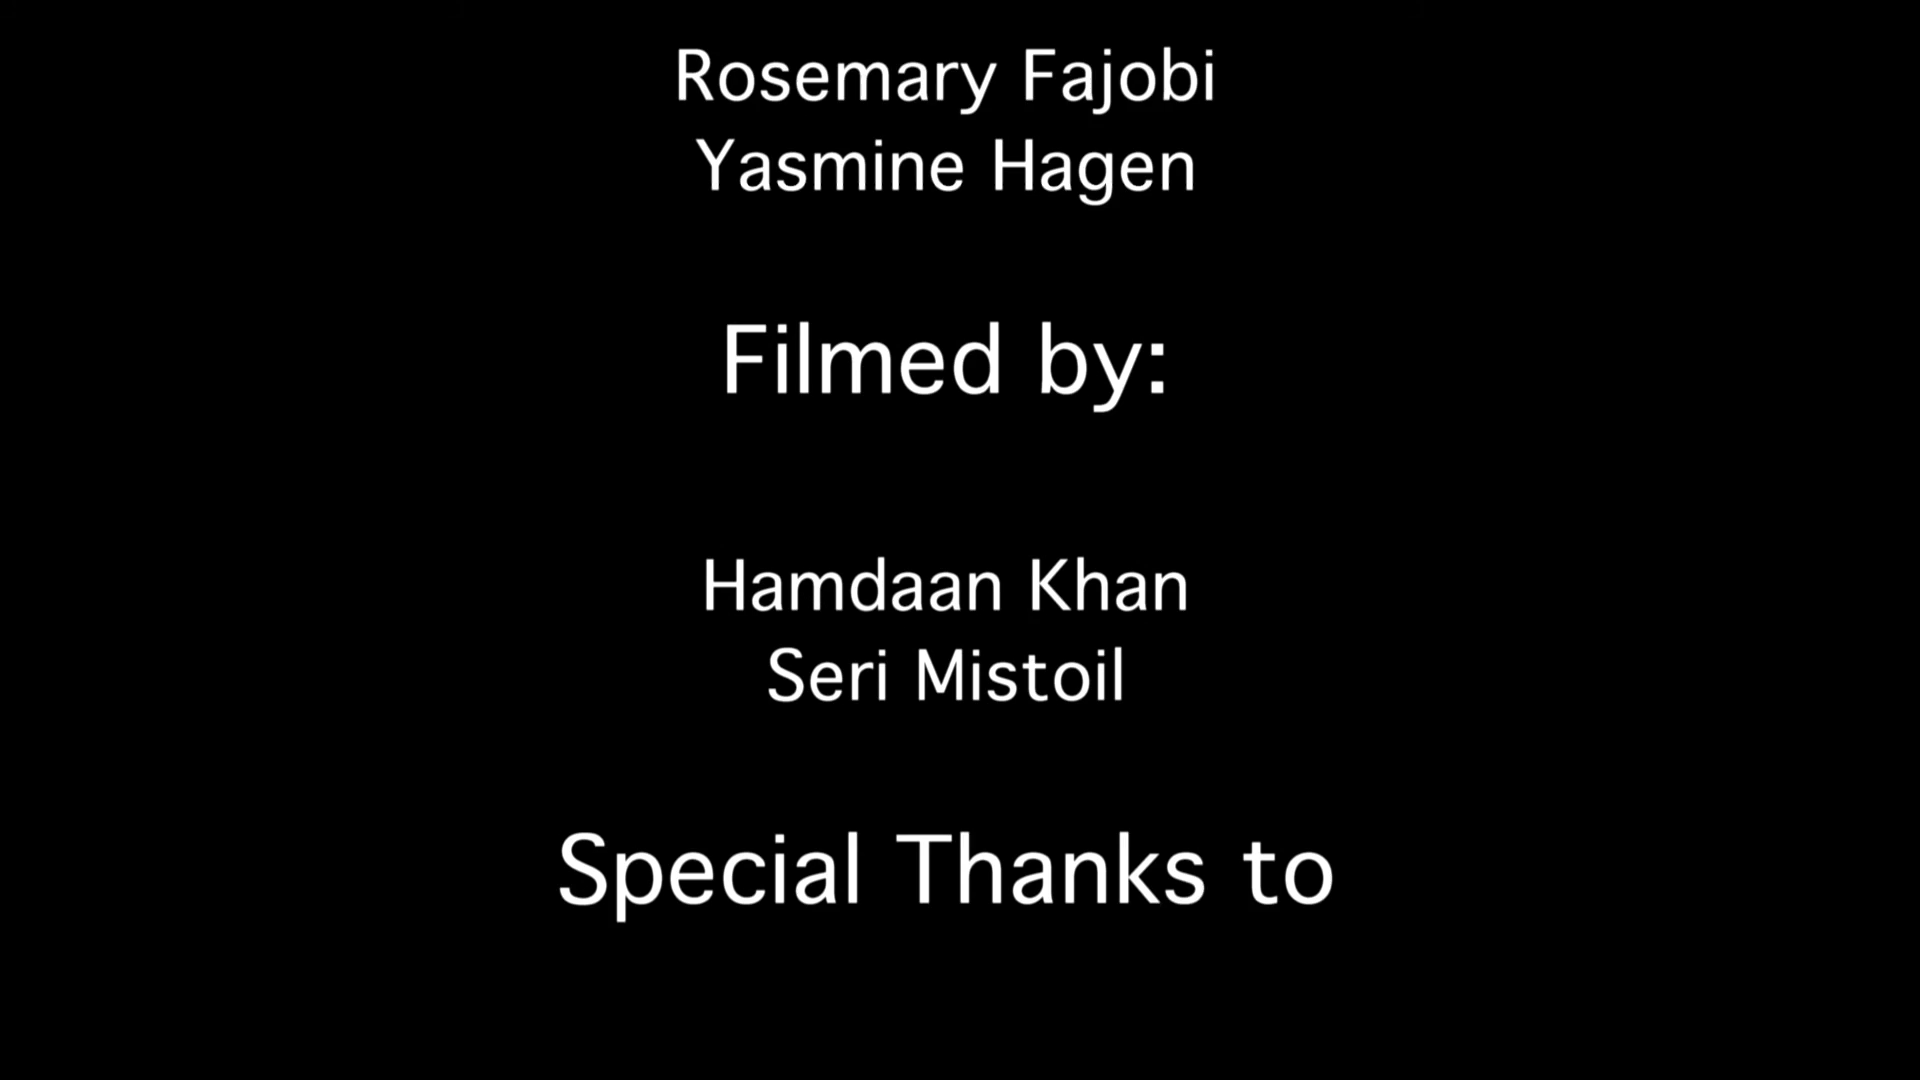 Rosemary Fajobi
Yasmine Hagen
Filmed by:
Hamdaan Khan
Seri Mistoil
Special Thanks to